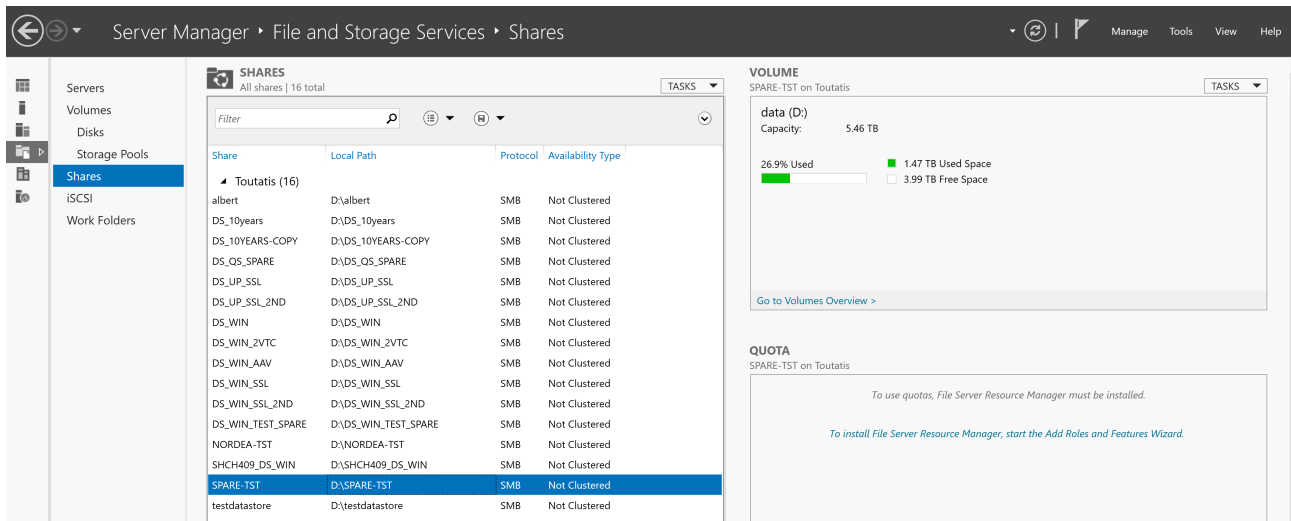 Server Manager ‣ File and Storage Services ‣ Shares
Manage Tools View Help
Servers
Volumes
Disks
Storage Pools
Shares
iSCSI
Work Folders
SHARES
All shares | 16 total
TASKS
Filter
Share Local Path Protocol Availability Type
Toutatis (16)
albert D:\albert SMB Not Clustered
DS_10years D:\DS_10years SMB Not Clustered
DS_10YEARS-COPY D:\DS_10YEARS-COPY SMB Not Clustered
DS_QS_SPARE D:\DS_QS_SPARE SMB Not Clustered
DS_UP_SSL D:\DS_UP_SSL SMB Not Clustered
DS_UP_SSL_2ND D:\DS_UP_SSL_2ND SMB Not Clustered
DS_WIN D:\DS_WIN SMB Not Clustered
DS_WIN_2VTC D:\DS_WIN_2VTC SMB Not Clustered
DS_WIN_AAV D:\DS_WIN_AAV SMB Not Clustered
DS_WIN_SSL D:\DS_WIN_SSL SMB Not Clustered
DS_WIN_SSL_2ND D:\DS_WIN_SSL_2ND SMB Not Clustered
DS_WIN_TEST_SPARE D:\DS_WIN_TEST_SPARE SMB Not Clustered
NORDEA-TST D:\NORDEA-TST SMB Not Clustered
SHCH409_DS_WIN D:\SHCH409_DS_WIN SMB Not Clustered
SPARE-TST D:\SPARE-TST SMB Not Clustered
testdatastore D:\testdatastore SMB Not Clustered
VOLUME
SPARE-TST on Toutatis
TASKS
data (D:)
Capacity: 5.46 TB
26.9% Used
1.47 TB Used Space
3.99 TB Free Space
Go to Volumes Overview >
QUOTA
SPARE-TST on Toutatis
To use quotas, File Server Resource Manager must be installed.
To install File Server Resource Manager, start the Add Roles and Features Wizard.